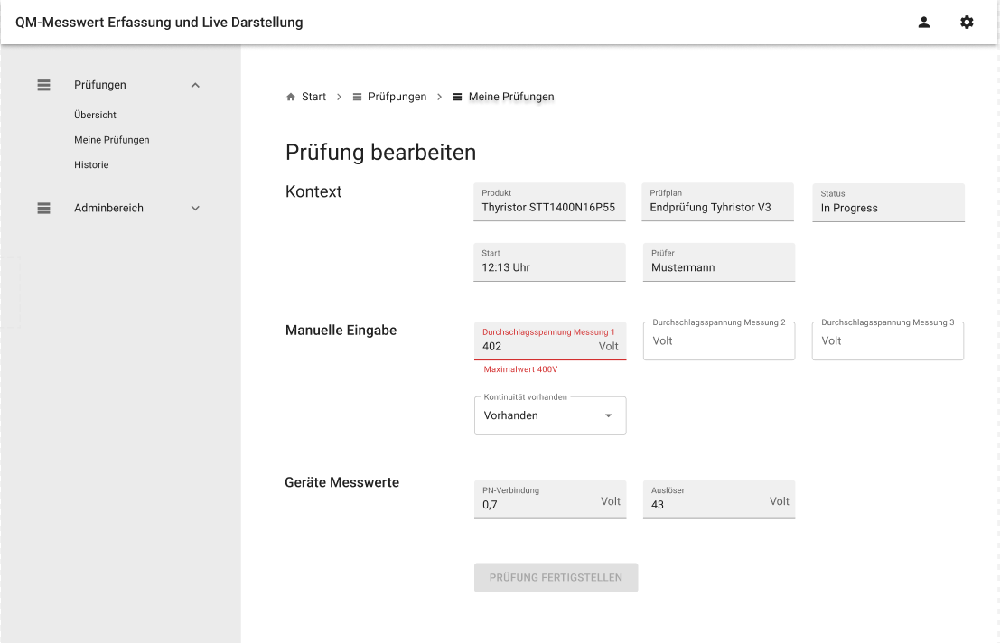 QM-Messwert Erfassung und Live Darstellung
Prüfungen
Übersicht
Meine Prüfungen
Historie
Adminbereich
Start
Prüfpungen
Meine Prüfungen
Prüfung bearbeiten
Kontext
Produkt
Thyristor STT1400N16P55
Prüfplan
Endprüfung Tyhristor V3
Status
In Progress
Start
12:13 Uhr
Prüfer
Mustermann
Manuelle Eingabe
Durchschlagsspannung Messung 1
402 Volt
Maximalwert 400V
Durchschlagsspannung Messung 2
Volt
Durchschlagsspannung Messung 3
Volt
Kontinuität vorhanden
Vorhanden
Geräte Messwerte
PN-Verbindung
0,7 Volt
Auslöser
43 Volt
PRÜFUNG FERTIGSTELLEN